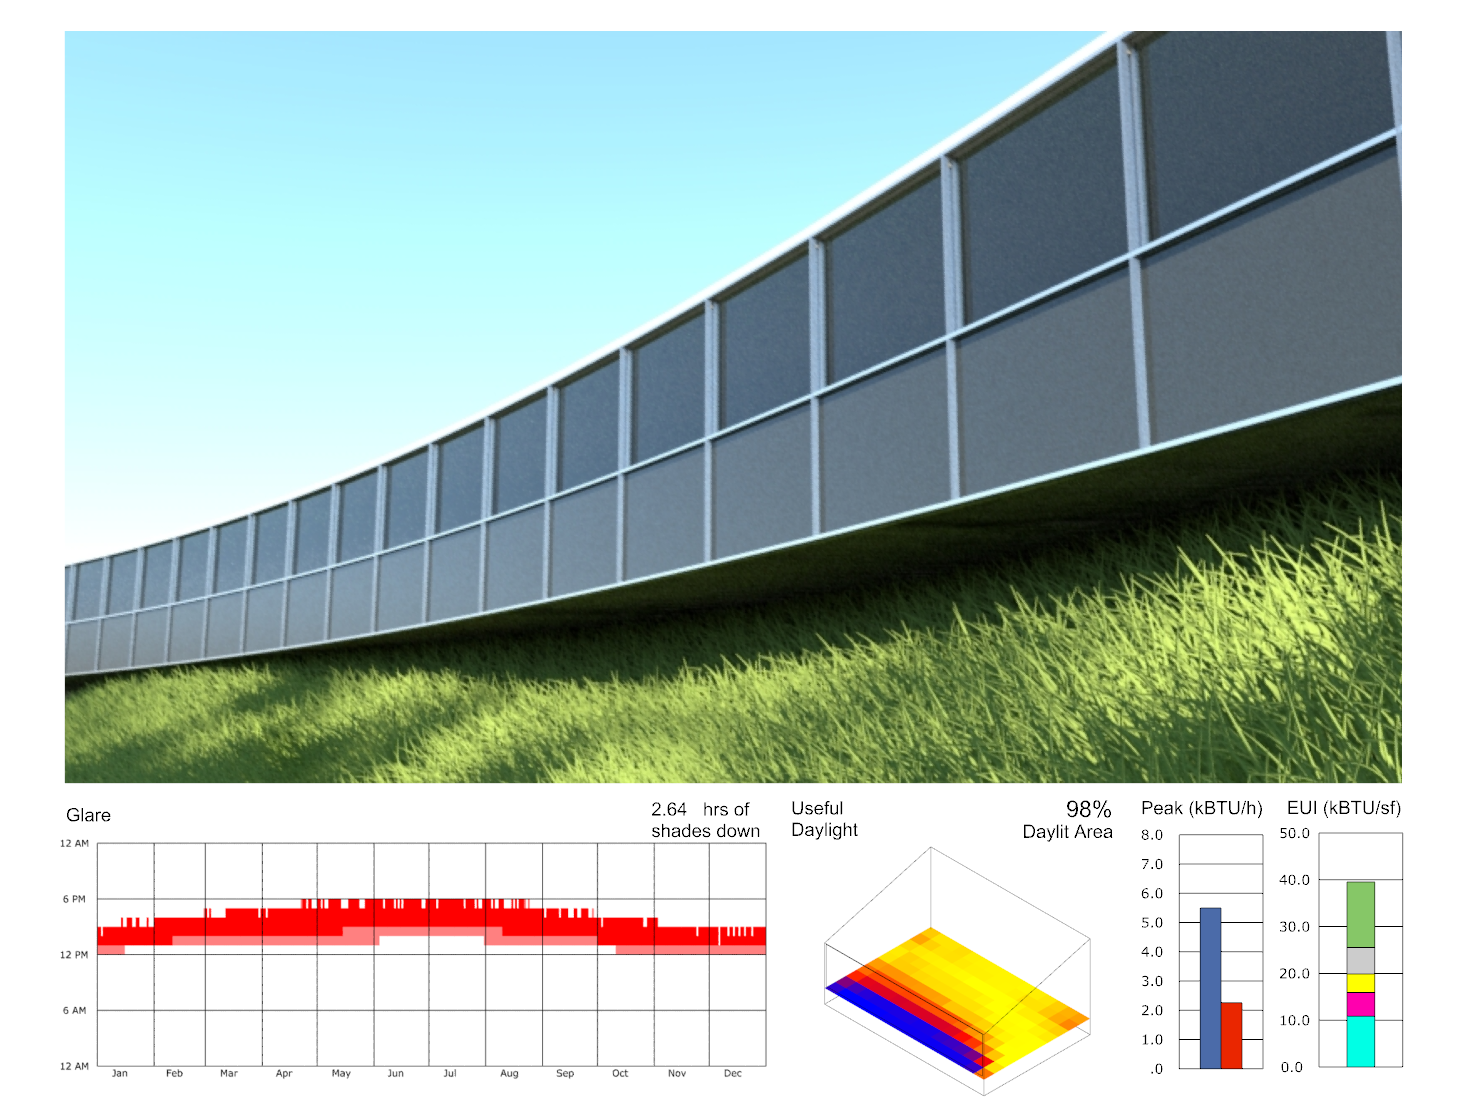 Glare
2.64 hrs of
shades down
12 AM
6 PM
12 PM
6 AM
12 AM
Jan Feb Mar Apr May Jun Jul Aug Sep Oct Nov Dec
Useful
Daylight
98%
Daylit Area
Peak (kBTU/h)
8.0
7.0
6.0
5.0
4.0
3.0
2.0
1.0
.0
EUI (kBTU/sf)
50.0
40.0
30.0
20.0
10.0
0.0